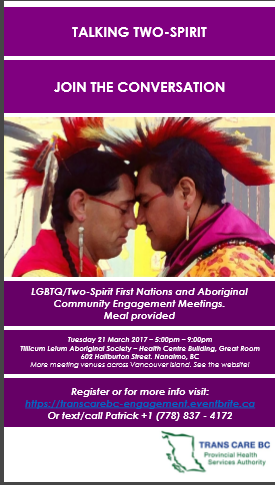 TALKING TWO-SPIRIT
JOIN THE CONVERSATION
LGBTQ/Two-Spirit First Nations and Aboriginal
Community Engagement Meetings.
Meal provided
Tuesday 21 March 2017 – 5:00pm – 9:00pm
Tillicum Lelum Aboriginal Society – Health Centre Building, Great Room
602 Haliburton Street. Nanaimo, BC
More meeting venues across Vancouver Island. See the website!
Register or for more info visit:
https://transcarebc-engagement.eventbrite.ca
Or text/call Patrick +1 (778) 837 - 4172
TRANS CARE BC
Provincial Health
Services Authority